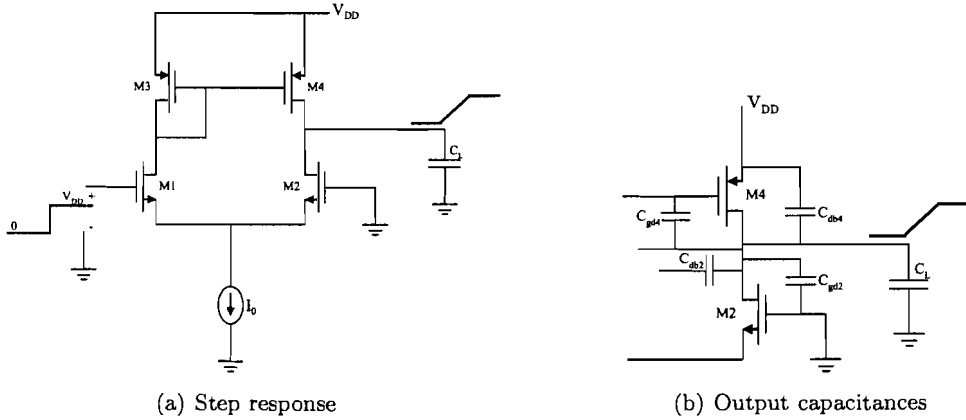 V_DD
M3
M4
C_L
M1
M2
V_DD
+
0
-
I_0
(a) Step response
V_DD
M4
C_gd4
C_db4
C_db2
C_L
C_gd2
M2
(b) Output capacitances